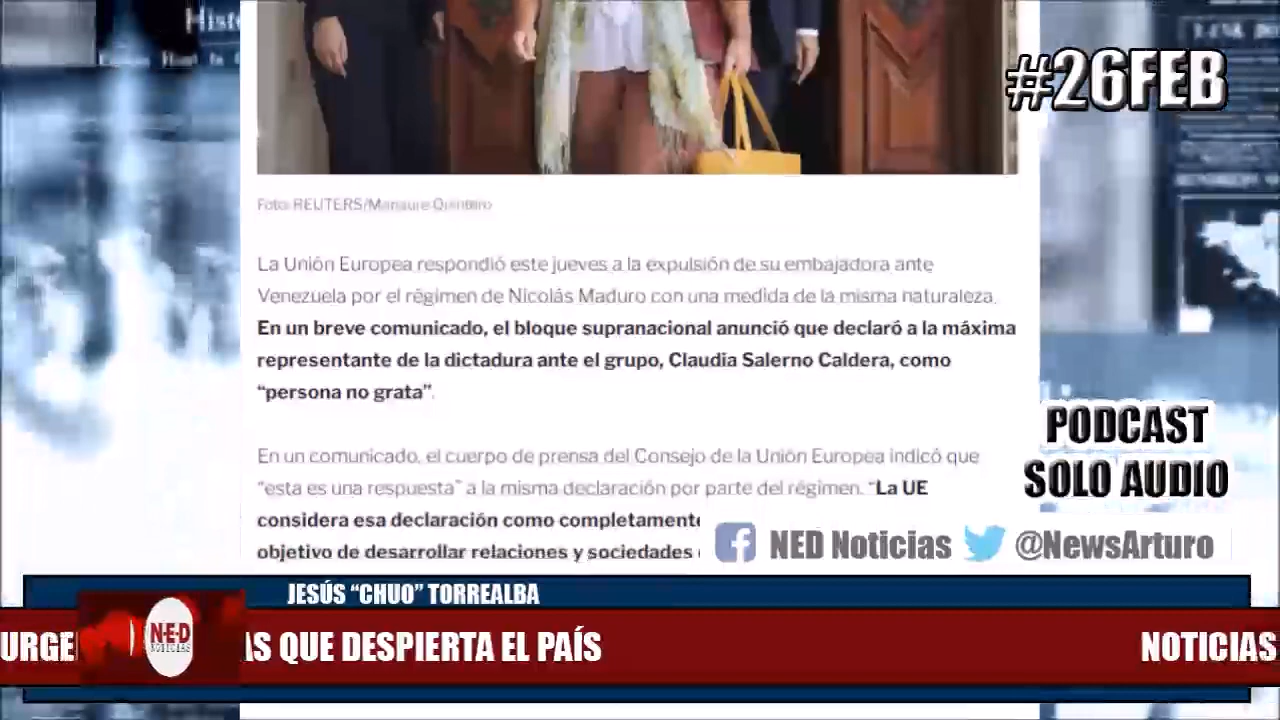 #26FEB
Foto: REUTERS/Manaure Quintero
La Unión Europea respondió este jueves a la expulsión de su embajadora ante
Venezuela por el régimen de Nicolás Maduro con una medida de la misma naturaleza.
En un breve comunicado, el bloque supranacional anunció que declaró a la máxima
representante de la dictadura ante el grupo, Claudia Salerno Caldera, como
“persona no grata”.
En un comunicado, el cuerpo de prensa del Consejo de la Unión Europea indicó que
“esta es una respuesta” a la misma declaración por parte del régimen. “La UE
considera esa declaración como completamente
objetivo de desarrollar relaciones y sociedades
PODCAST
SOLO AUDIO
NED Noticias @NewsArturo
JESÚS “CHUO” TORREALBA
URGE
N-E-D
NOTICIAS
AS QUE DESPIERTA EL PAÍS
NOTICIAS